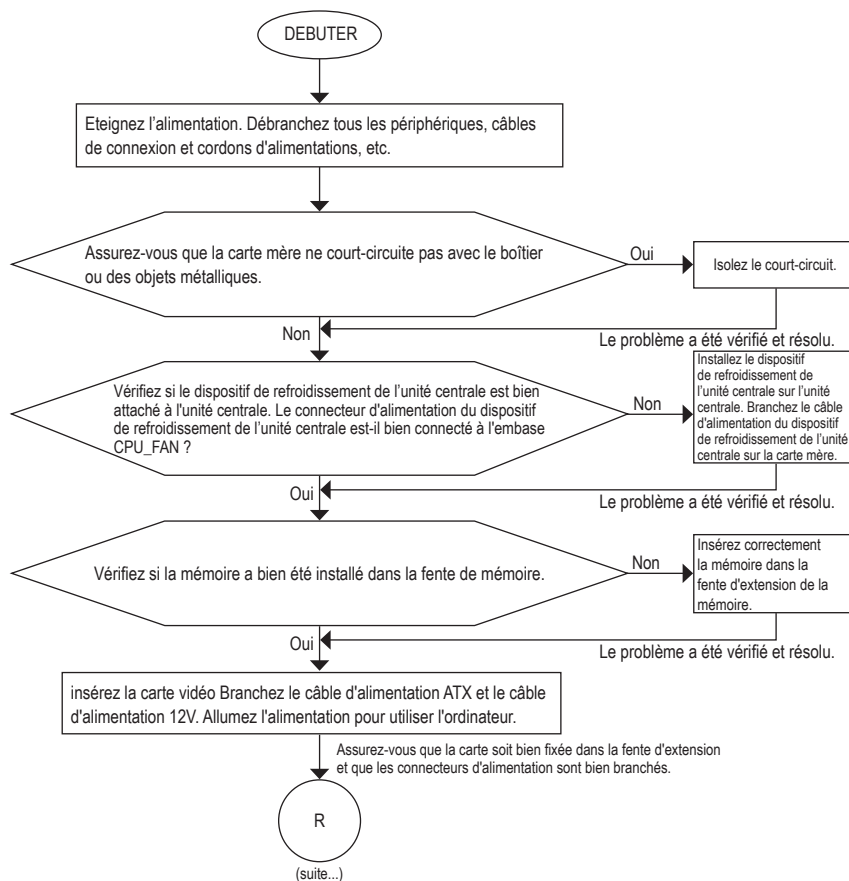 DEBUTER
Eteignez l'alimentation. Débranchez tous les périphériques, câbles
de connexion et cordons d'alimentations, etc.
Assurez-vous que la carte mère ne court-circuite pas avec le boîtier
ou des objets métalliques.
Oui
Isolez le court-circuit.
Non
Le problème a été vérifié et résolu.
Vérifiez si le dispositif de refroidissement de l'unité centrale est bien
attaché à l'unité centrale. Le connecteur d'alimentation du dispositif
de refroidissement de l'unité centrale est-il bien connecté à l'embase
CPU_FAN ?
Non
Installez le dispositif
de refroidissement de
l'unité centrale sur l'unité
centrale. Branchez le câble
d'alimentation du dispositif
de refroidissement de l'unité
centrale sur la carte mère.
Oui
Le problème a été vérifié et résolu.
Vérifiez si la mémoire a bien été installé dans la fente de mémoire.
Non
Insérez correctement
la mémoire dans la
fente d'extension de la
mémoire.
Oui
Le problème a été vérifié et résolu.
insérez la carte vidéo Branchez le câble d'alimentation ATX et le câble
d'alimentation 12V. Allumez l'alimentation pour utiliser l'ordinateur.
Assurez-vous que la carte soit bien fixée dans la fente d'extension
et que les connecteurs d'alimentation sont bien branchés.
R
(suite...)